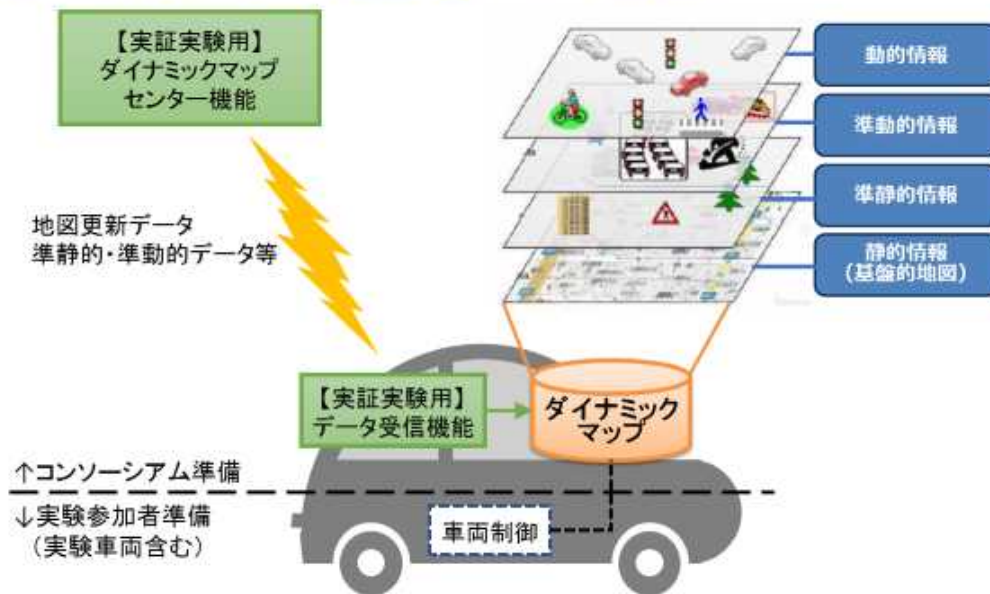 【実証実験用】
ダイナミックマップ
センター機能
動的情報
準動的情報
準静的情報
静的情報
(基盤的地図)
地図更新データ
準静的・準動的データ等
【実証実験用】
データ受信機能
ダイナミック
マップ
↑コンソーシアム準備
↓実験参加者準備
(実験車両含む)
車両制御